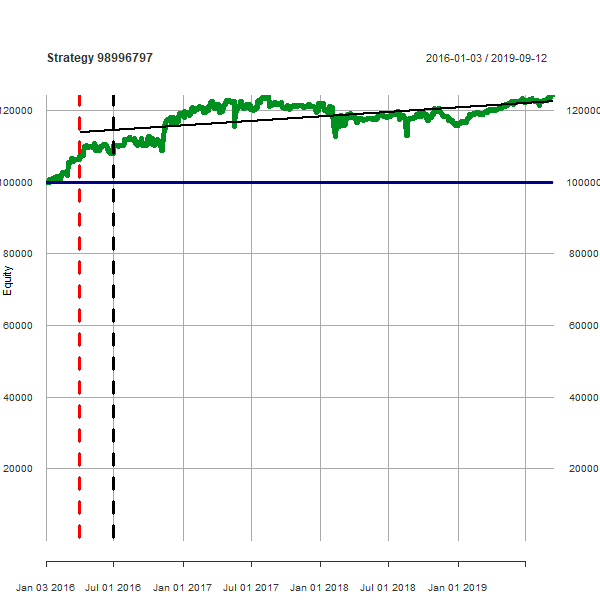 Strategy 98996797 2016-01-03 / 2019-09-12
120000 120000
100000 100000
80000 80000
Equity
60000 60000
40000 40000
20000 20000
Jan 03 2016 Jul 01 2016 Jan 01 2017 Jul 01 2017 Jan 01 2018 Jul 01 2018 Jan 01 2019